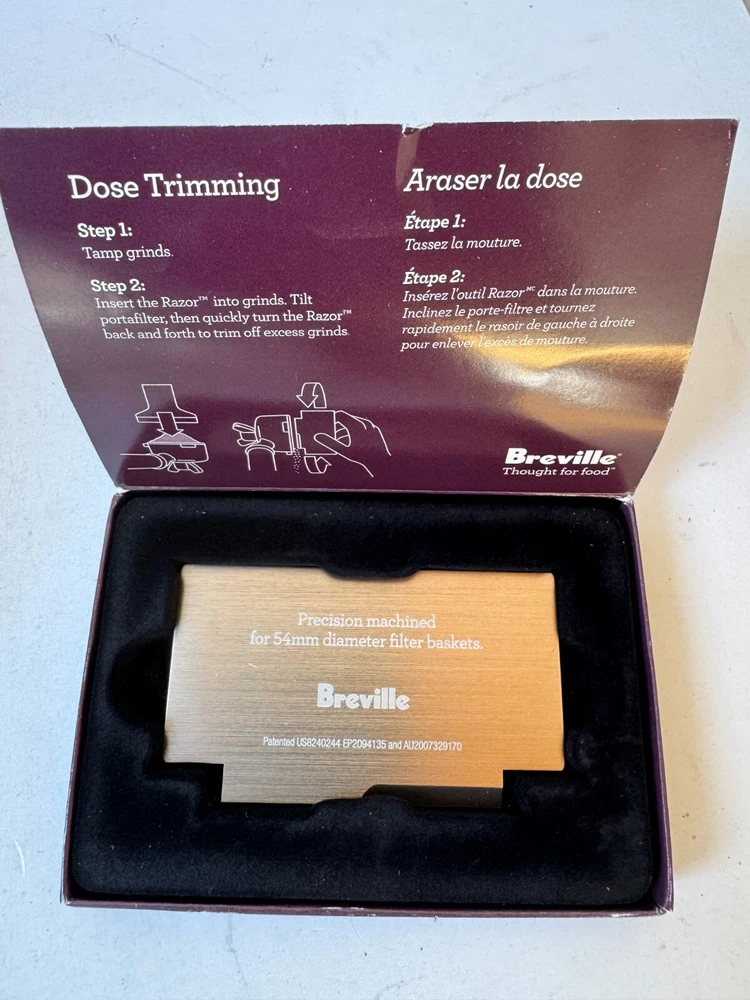 Dose Trimming
Step 1:
Tamp grinds.
Step 2:
Insert the Razor™ into grinds. Tilt
portafilter, then quickly turn the Razor™
back and forth to trim off excess grinds.
Araser la dose
Étape 1:
Tassez la mouture.
Étape 2:
Insérez l'outil Razor MC dans la mouture.
Inclinez le porte-filtre et tournez
rapidement le rasoir de gauche à droite
pour enlever l'excès de mouture.
Breville®
Thought for food®
Precision machined
for 54mm diameter filter baskets.
Breville
Patented US8240244 EP2094135 and AU2007329170